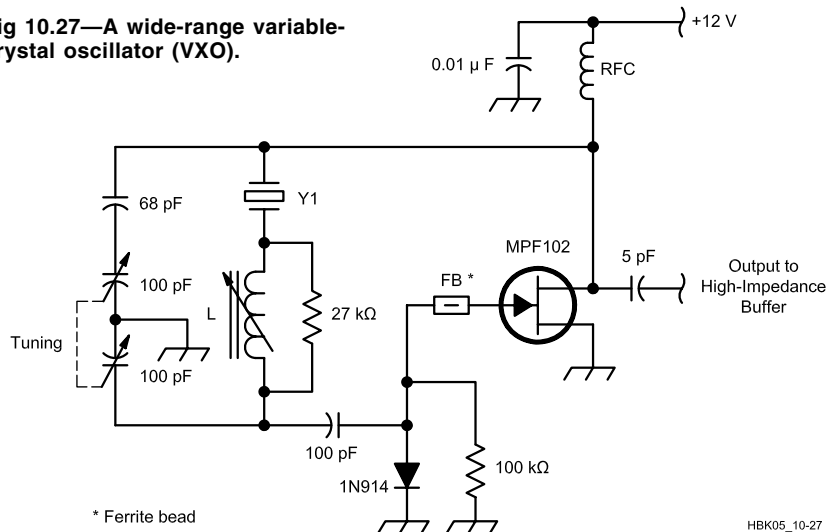 ig 10.27—A wide-range variable-
rystal oscillator (VXO).
+12 V
0.01 µ F
RFC
68 pF
Y1
MPF102
5 pF
FB *
Output to
High-Impedance
Buffer
100 pF
L
27 kΩ
Tuning
100 pF
100 pF
1N914
100 kΩ
* Ferrite bead
HBK05_10-27